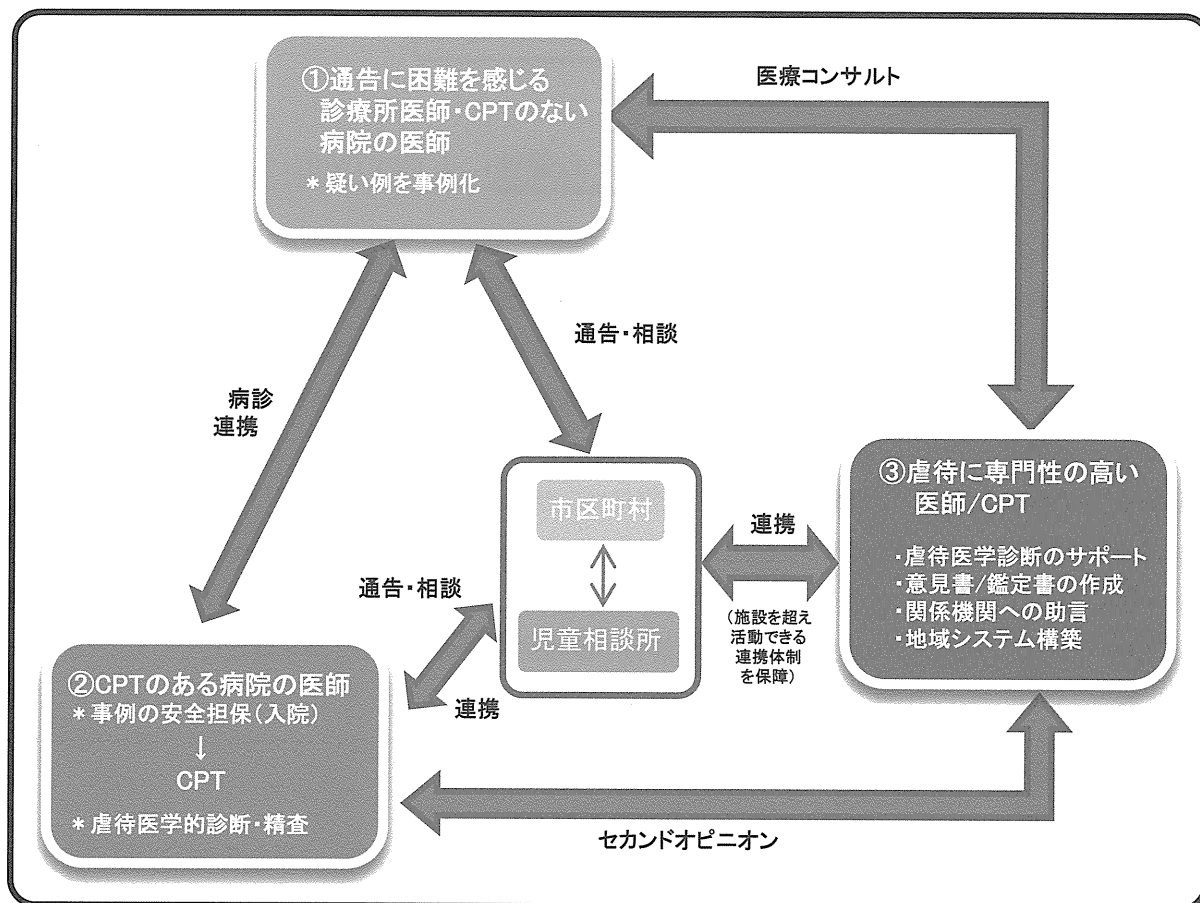 ①通告に困難を感じる
診療所医師・CPTのない
病院の医師
＊疑い例を事例化
医療コンサルト
通告・相談
病診
連携
市区町村
児童相談所
連携
（施設を超え
活動できる
連携体制
を保障）
③虐待に専門性の高い
医師/CPT
・虐待医学診断のサポート
・意見書/鑑定書の作成
・関係機関への助言
・地域システム構築
通告・相談
連携
②CPTのある病院の医師
＊事例の安全担保（入院）
↓
CPT
＊虐待医学的診断・精査
セカンドオピニオン